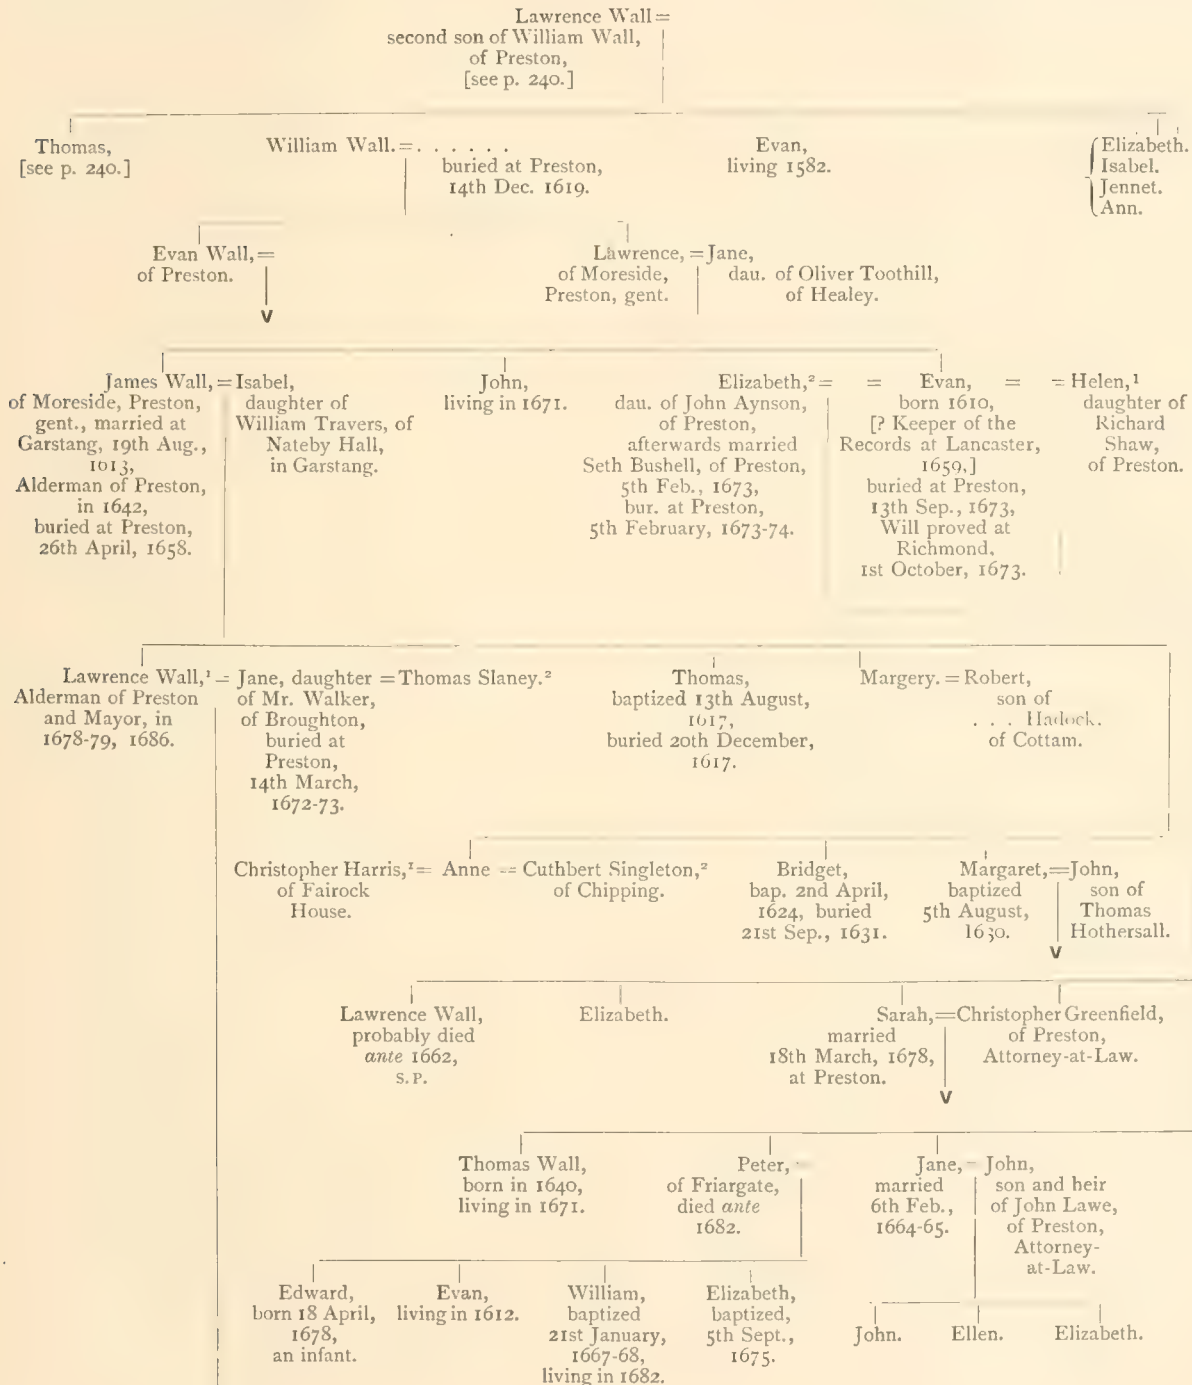 Lawrence Wall =
second son of William Wall,
of Preston,
[see p. 240.]
Thomas,
[see p. 240.]
William Wall. = . . . . . .
buried at Preston,
14th Dec. 1619.
Evan,
living 1582.
Elizabeth.
Isabel.
Jennet.
Ann.
Evan Wall, =
of Preston.
Lawrence, = Jane,
of Moreside,
Preston, gent.
dau. of Oliver Toothill,
of Healey.
James Wall, = Isabel,
of Moreside, Preston,
gent., married at
Garstang, 19th Aug.,
1613,
Alderman of Preston,
in 1642,
buried at Preston,
26th April, 1658.
daughter of
William Travers, of
Nateby Hall,
in Garstang.
John,
living in 1671.
Elizabeth,² =
dau. of John Aynson,
of Preston,
afterwards married
Seth Bushell, of Preston,
5th Feb., 1673,
bur. at Preston,
5th February, 1673-74.
= Evan, =
born 1610,
[? Keeper of the
Records at Lancaster,
1659,]
buried at Preston,
13th Sep., 1673,
Will proved at
Richmond,
1st October, 1673.
= Helen,¹
daughter of
Richard
Shaw,
of Preston.
Lawrence Wall,¹ = Jane, daughter = Thomas Slaney.²
Alderman of Preston
and Mayor, in
1678-79, 1686.
of Mr. Walker,
of Broughton,
buried at
Preston,
14th March,
1672-73.
Thomas,
baptized 13th August,
1617,
buried 20th December,
1617.
Margery. = Robert,
son of
. . . Hadock.
of Cottam.
Christopher Harris,¹ = Anne = Cuthbert Singleton,²
of Fairock
House.
of Chipping.
Bridget,
bap. 2nd April,
1624, buried
21st Sep., 1631.
Margaret, = John,
baptized
5th August,
1630.
son of
Thomas
Hothersall.
Lawrence Wall,
probably died
ante 1662,
S.P.
Elizabeth.
Sarah, = Christopher Greenfield,
married
18th March, 1678,
at Preston.
of Preston,
Attorney-at-Law.
Thomas Wall,
born in 1640,
living in 1671.
Peter,
of Friargate,
died ante
1682.
Jane, = John,
married
6th Feb.,
1664-65.
son and heir
of John Lawe,
of Preston,
Attorney-
at-Law.
Edward,
born 18 April,
1678,
an infant.
Evan,
living in 1612.
William,
baptized
21st January,
1667-68,
living in 1682.
Elizabeth,
baptized,
5th Sept.,
1675.
John.
Ellen.
Elizabeth.